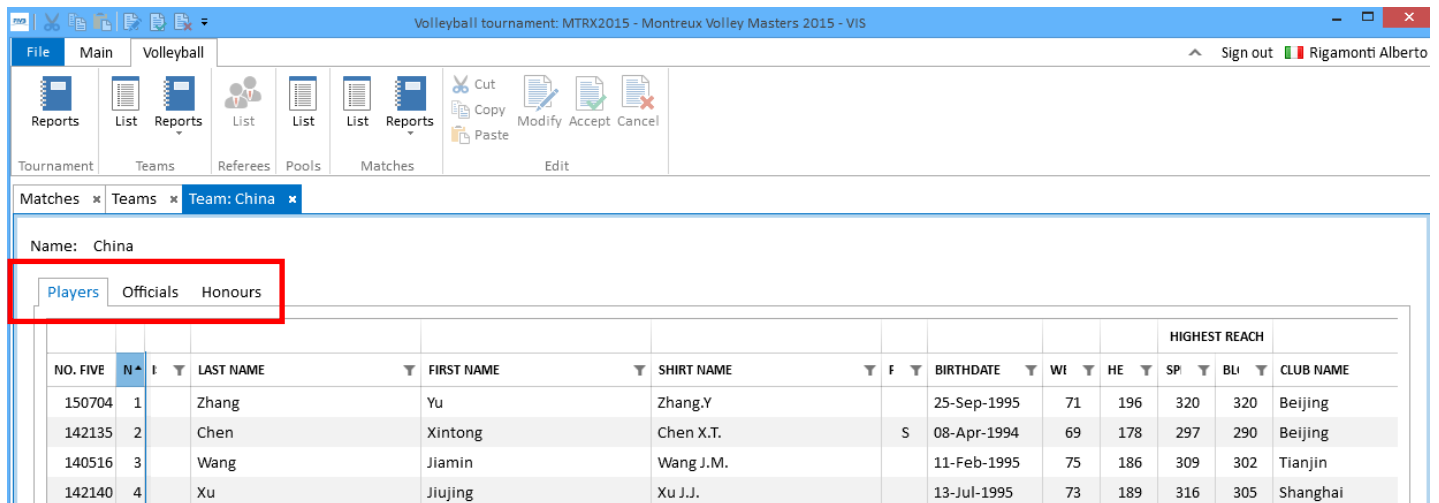 FIVB Volleyball tournament: MTRX2015 - Montreux Volley Masters 2015 - VIS
File Main Volleyball Sign out Rigamonti Alberto
Reports List Reports List List List Reports Cut Copy Paste Modify Accept Cancel
Tournament Teams Referees Pools Matches Edit
Matches Teams Team: China
Name: China
Players Officials Honours
HIGHEST REACH
NO. FIVE N LAST NAME FIRST NAME SHIRT NAME F BIRTHDATE WE HE SPI BL CLUB NAME
150704 1 Zhang Yu Zhang.Y 25-Sep-1995 71 196 320 320 Beijing
142135 2 Chen Xintong Chen X.T. S 08-Apr-1994 69 178 297 290 Beijing
140516 3 Wang Jiamin Wang J.M. 11-Feb-1995 75 186 309 302 Tianjin
142140 4 Xu Jiujing Xu J.J. 13-Jul-1995 73 189 316 305 Shanghai